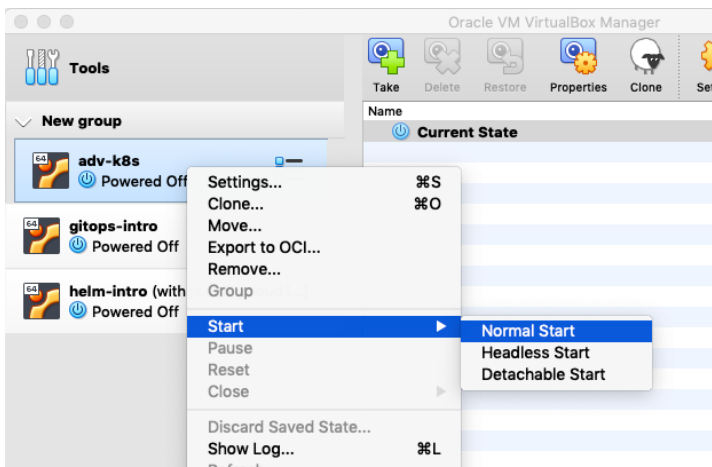 Oracle VM VirtualBox Manager
Tools
Take
Delete
Restore
Properties
Clone
Name
New group
Current State
64
adv-k8s
Powered Off
64
gitops-intro
Powered Off
64
helm-intro (with
Powered Off
Settings... ⌘S
Clone... ⌘O
Move...
Export to OCI...
Remove...
Group
Start
Pause
Reset
Close
Discard Saved State...
Show Log... ⌘L
Normal Start
Headless Start
Detachable Start